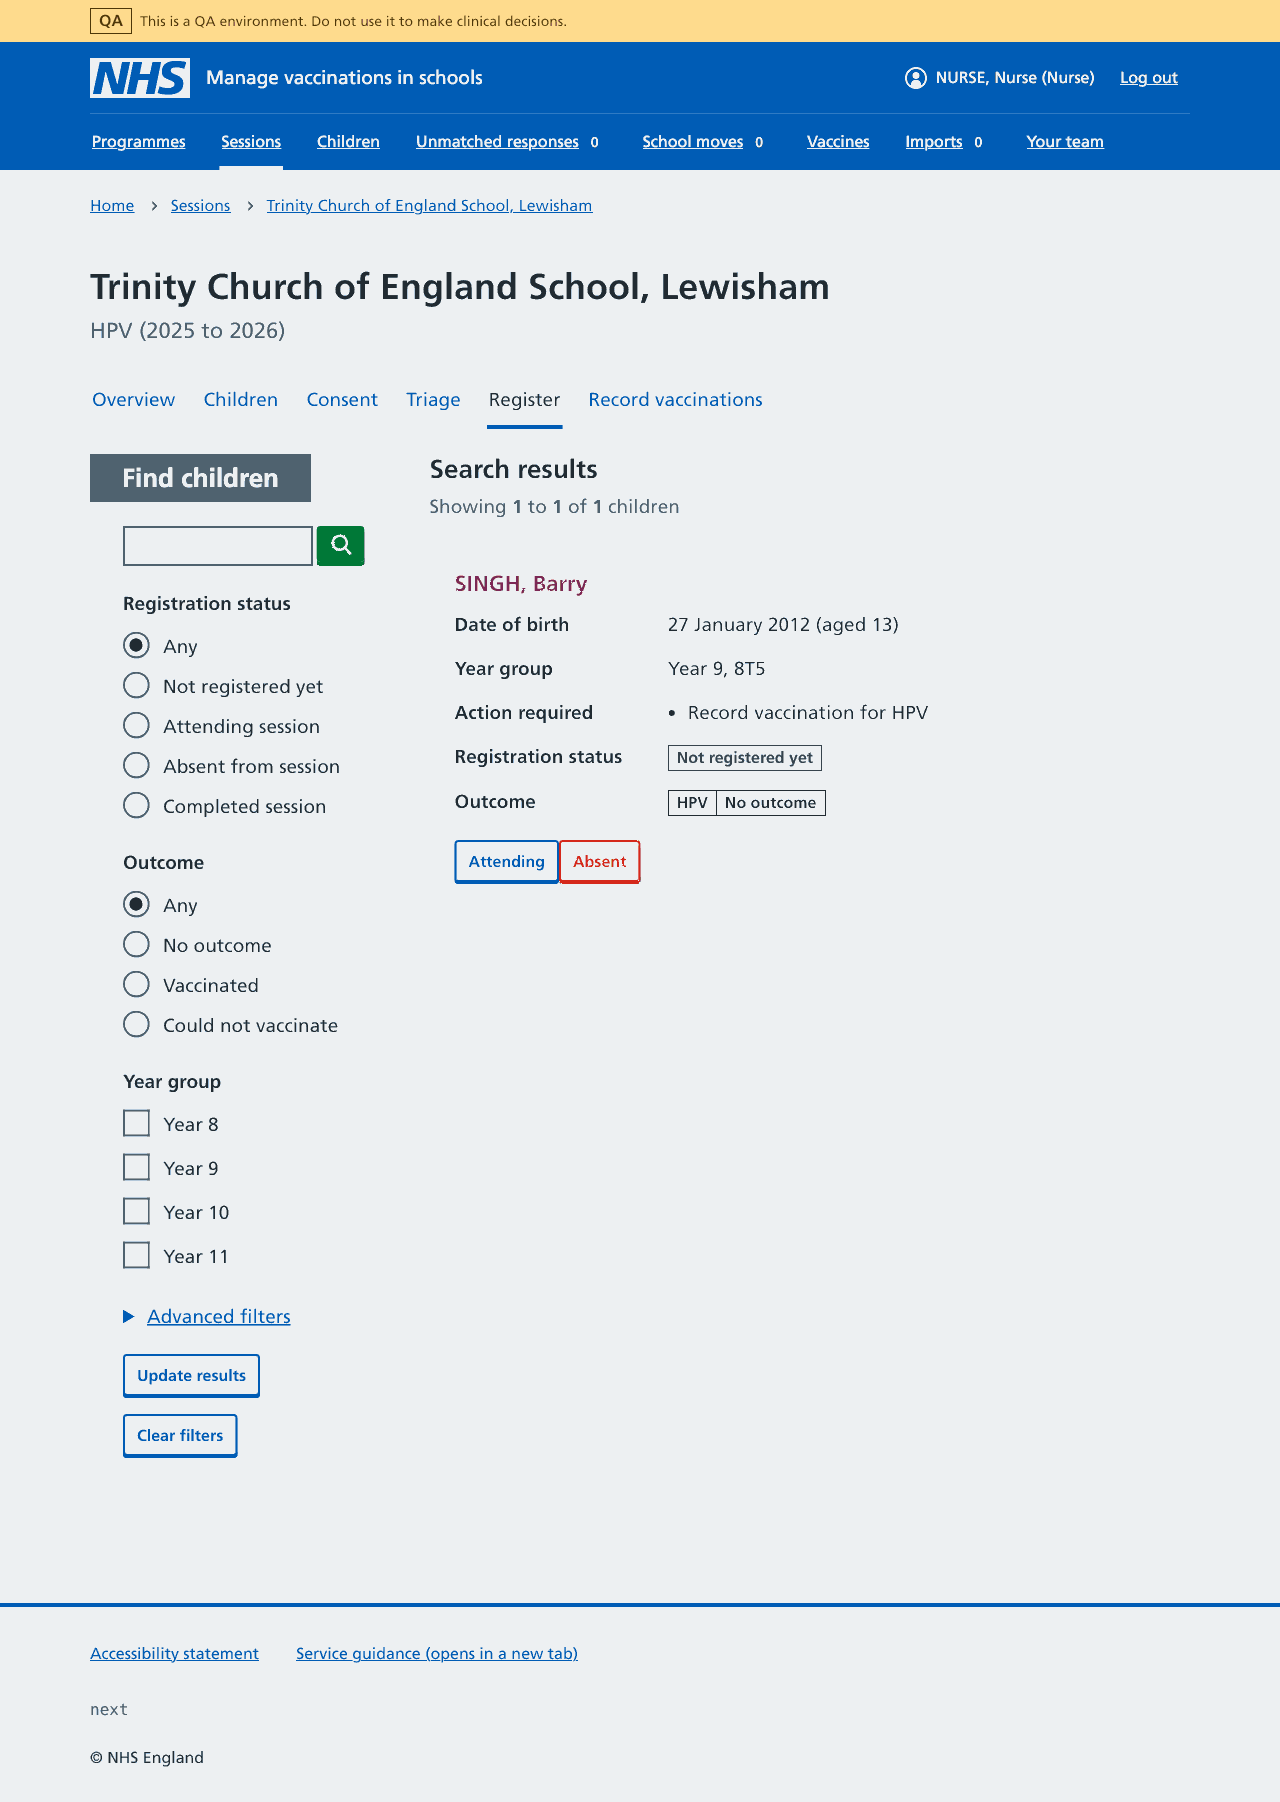 QA This is a QA environment. Do not use it to make clinical decisions.
NHS Manage vaccinations in schools NURSE, Nurse (Nurse) Log out
Programmes Sessions Children Unmatched responses 0 School moves 0 Vaccines Imports 0 Your team
Home › Sessions › Trinity Church of England School, Lewisham
Trinity Church of England School, Lewisham
HPV (2025 to 2026)
Overview Children Consent Triage Register Record vaccinations
Find children
Registration status
Any
Not registered yet
Attending session
Absent from session
Completed session
Outcome
Any
No outcome
Vaccinated
Could not vaccinate
Year group
Year 8
Year 9
Year 10
Year 11
Advanced filters
Update results
Clear filters
Search results
Showing 1 to 1 of 1 children
SINGH, Barry
Date of birth 27 January 2012 (aged 13)
Year group Year 9, 8T5
Action required • Record vaccination for HPV
Registration status Not registered yet
Outcome HPV No outcome
Attending Absent
Accessibility statement Service guidance (opens in a new tab)
next
© NHS England